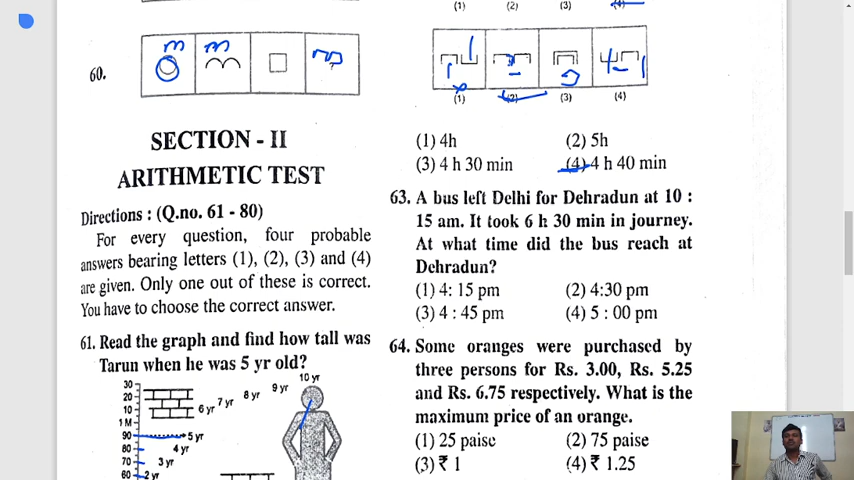 (1) (2) (3) (4)
60.
m m
(1) (2) (3) (4)
SECTION - II
ARITHMETIC TEST
Directions : (Q.no. 61 - 80)
For every question, four probable
answers bearing letters (1), (2), (3) and (4)
are given. Only one out of these is correct.
You have to choose the correct answer.
61. Read the graph and find how tall was
Tarun when he was 5 yr old?
10 yr
9 yr
8 yr
7 yr
6 yr
30
20
10
1 M
90 5 yr
80 4 yr
70 3 yr
60 2 yr
(1) 4h (2) 5h
(3) 4 h 30 min (4) 4 h 40 min
63. A bus left Delhi for Dehradun at 10 :
15 am. It took 6 h 30 min in journey.
At what time did the bus reach at
Dehradun?
(1) 4: 15 pm (2) 4:30 pm
(3) 4 : 45 pm (4) 5 : 00 pm
64. Some oranges were purchased by
three persons for Rs. 3.00, Rs. 5.25
and Rs. 6.75 respectively. What is the
maximum price of an orange.
(1) 25 paise (2) 75 paise
(3) ₹ 1 (4) ₹ 1.25